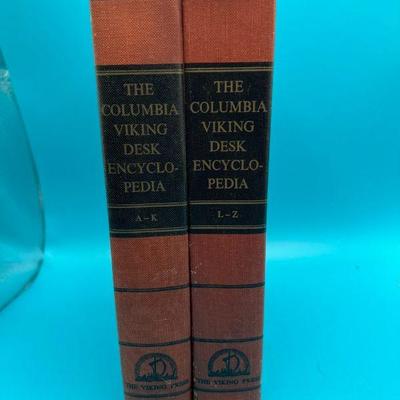 THE
COLUMBIA
VIKING
DESK
ENCYCLO-
PEDIA
A-K
THE VIKING PRESS
THE
COLUMBIA
VIKING
DESK
ENCYCLO-
PEDIA
L-Z
THE VIKING PRESS